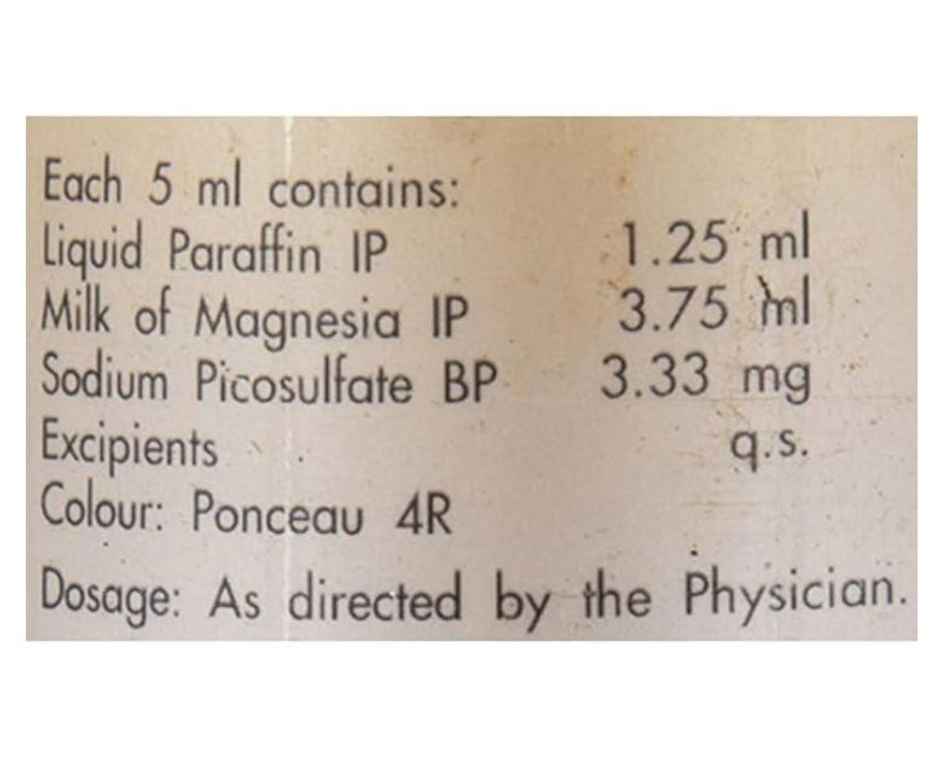 Each 5 ml contains:
Liquid Paraffin IP 1.25 ml
Milk of Magnesia IP 3.75 ml
Sodium Picosulfate BP 3.33 mg
Excipients q.s.
Colour: Ponceau 4R
Dosage: As directed by the Physician.